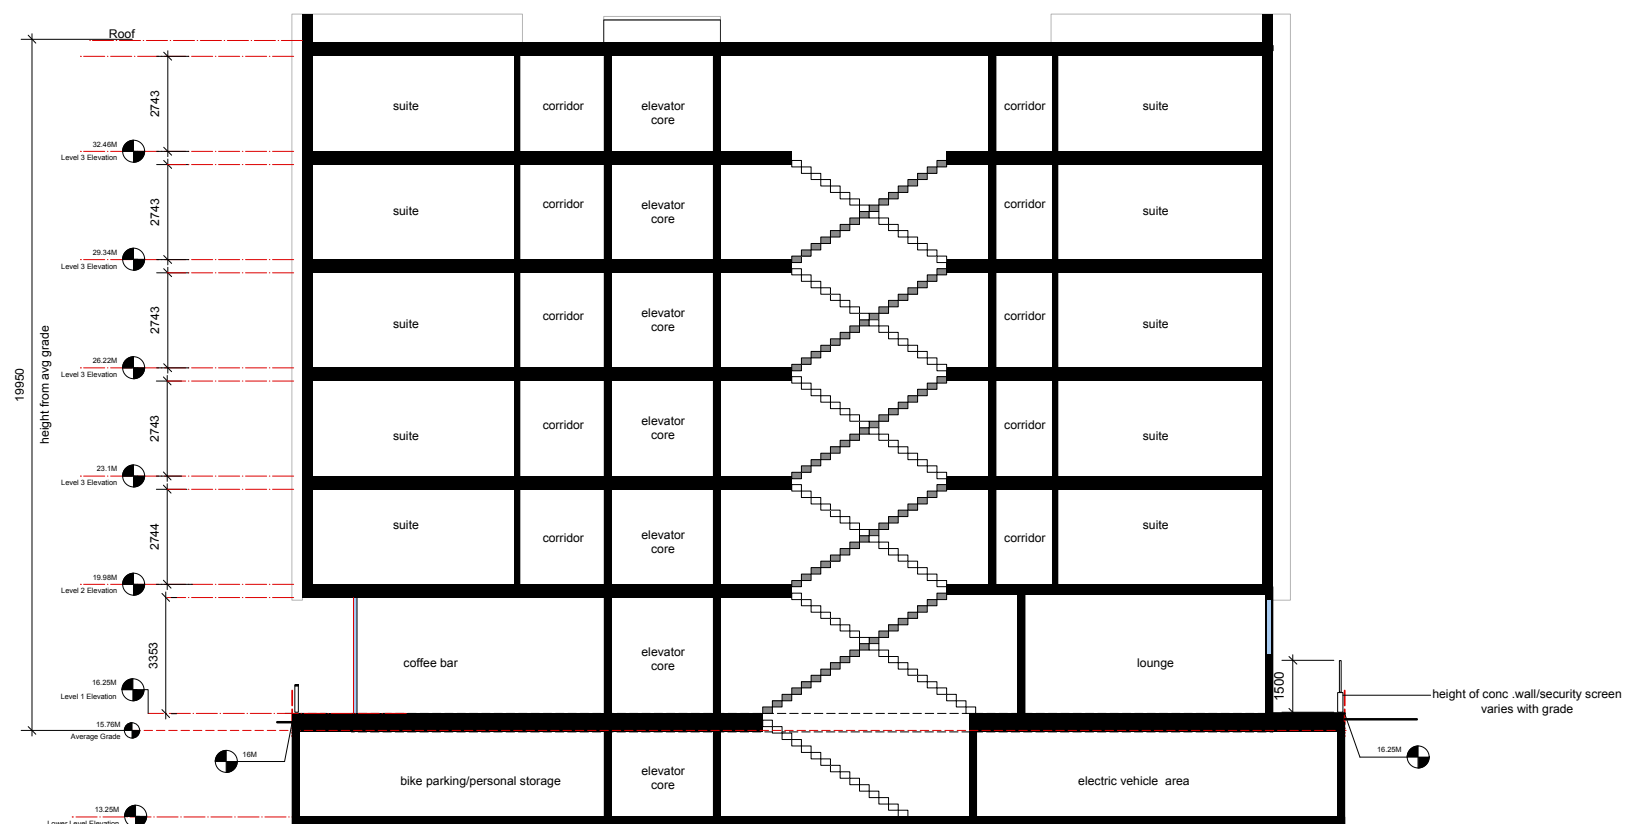 Roof
2743
suite
corridor
elevator
core
corridor
suite
32.46M
Level 3 Elevation
2743
suite
corridor
elevator
core
corridor
suite
29.34M
Level 3 Elevation
2743
suite
corridor
elevator
core
corridor
suite
19950
height from avg grade
26.22M
Level 3 Elevation
2743
suite
corridor
elevator
core
corridor
suite
23.1M
Level 3 Elevation
2744
suite
corridor
elevator
core
corridor
suite
19.98M
Level 2 Elevation
3353
coffee bar
elevator
core
lounge
16.25M
Level 1 Elevation
1500
height of conc .wall/security screen
varies with grade
15.76M
Average Grade
16M
16.25M
bike parking/personal storage
elevator
core
electric vehicle area
13.25M
Lower Level Elevation